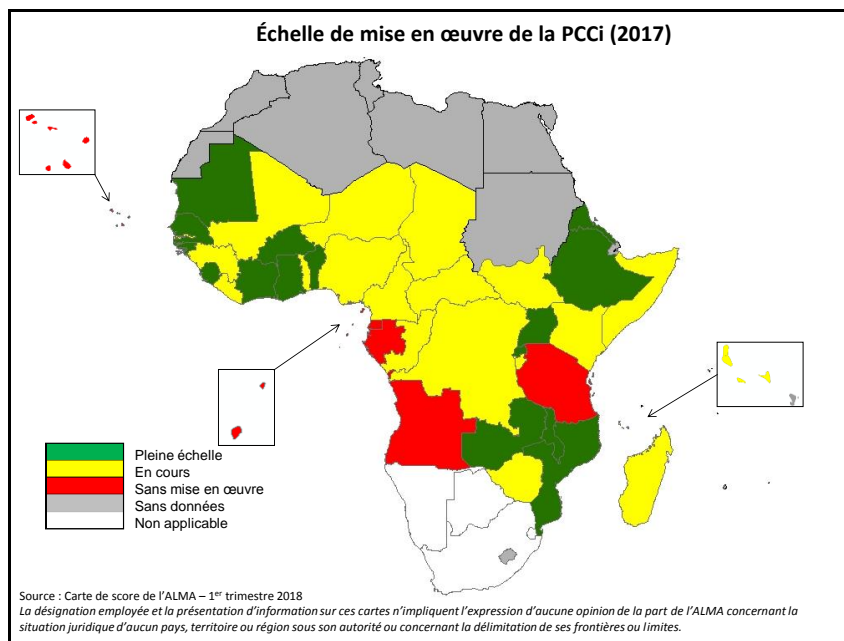 Échelle de mise en œuvre de la PCCi (2017)
Pleine échelle
En cours
Sans mise en œuvre
Sans données
Non applicable
Source : Carte de score de l'ALMA – 1er trimestre 2018
La désignation employée et la présentation d'information sur ces cartes n'impliquent l'expression d'aucune opinion de la part de l'ALMA concernant la
situation juridique d'aucun pays, territoire ou région sous son autorité ou concernant la délimitation de ses frontières ou limites.